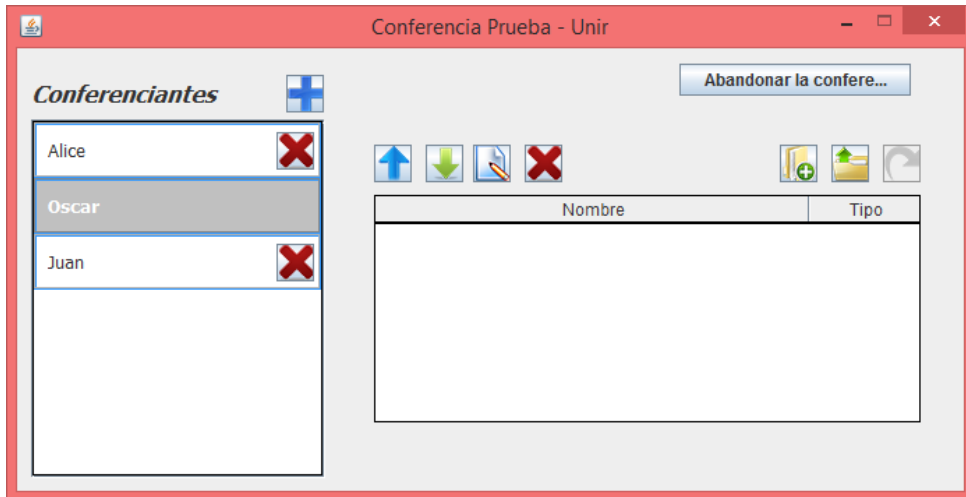 Conferencia Prueba - Unir
Abandonar la confere...
Conferenciantes
Alice
Oscar
Juan
Nombre Tipo